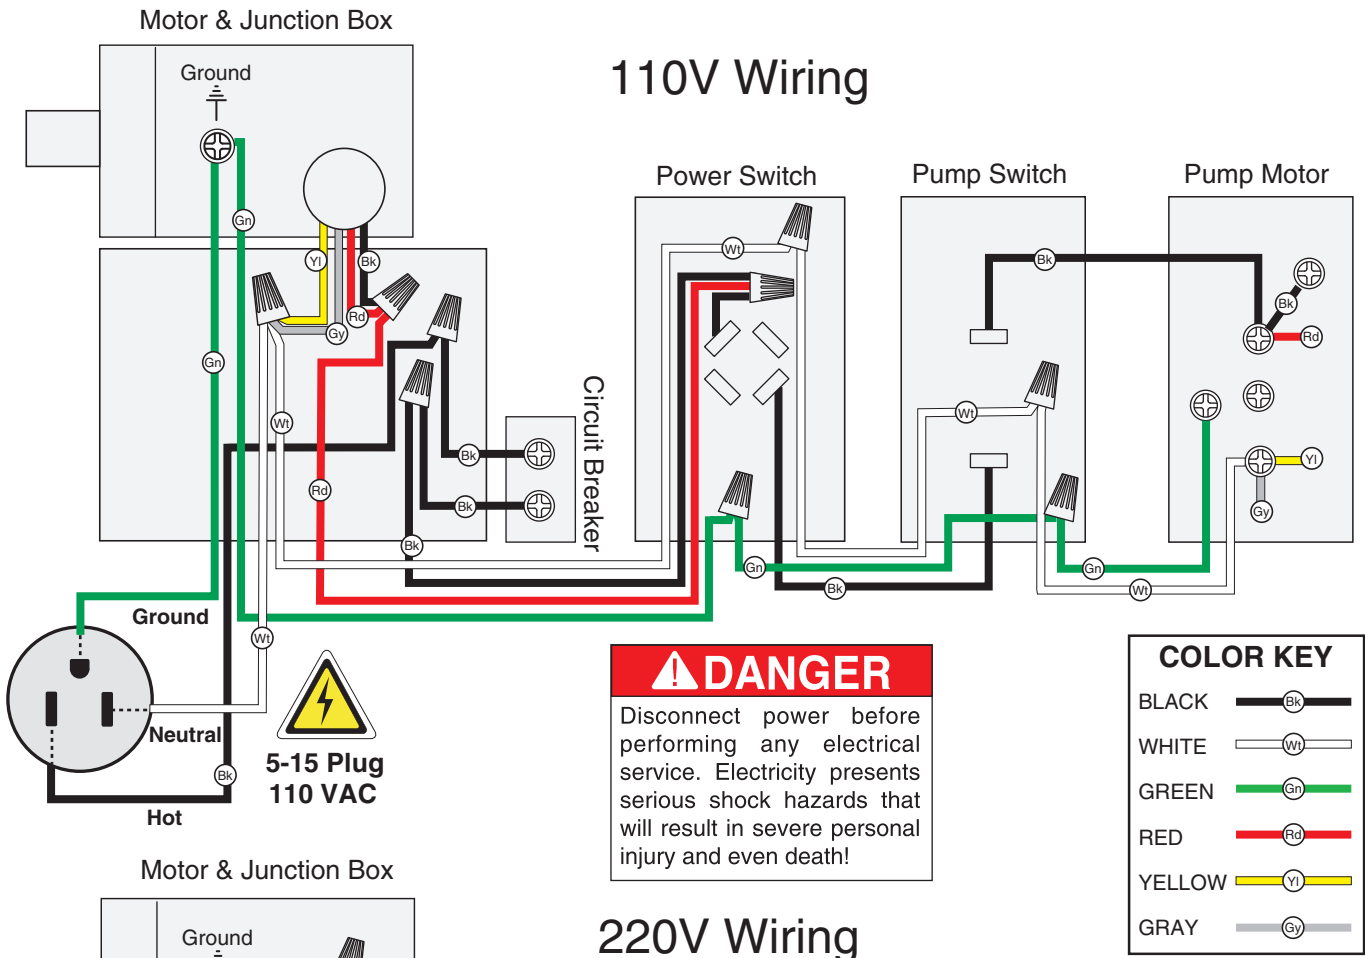 Motor & Junction Box
110V Wiring
Ground
Power Switch
Pump Switch
Pump Motor
Gn
Wt
Yl
Bk
Bk
Bk
Rd
Gy
Rd
Gn
Wt
Wt
Circuit Breaker
Bk
Yl
Rd
Bk
Gy
Bk
Gn
Gn
Bk
Wt
Ground
Wt
Neutral
Bk
Hot
5-15 Plug
110 VAC
DANGER
Disconnect power before
performing any electrical
service. Electricity presents
serious shock hazards that
will result in severe personal
injury and even death!
COLOR KEY
BLACK Bk
WHITE Wt
GREEN Gn
RED Rd
YELLOW Yl
GRAY Gy
Motor & Junction Box
Ground
220V Wiring